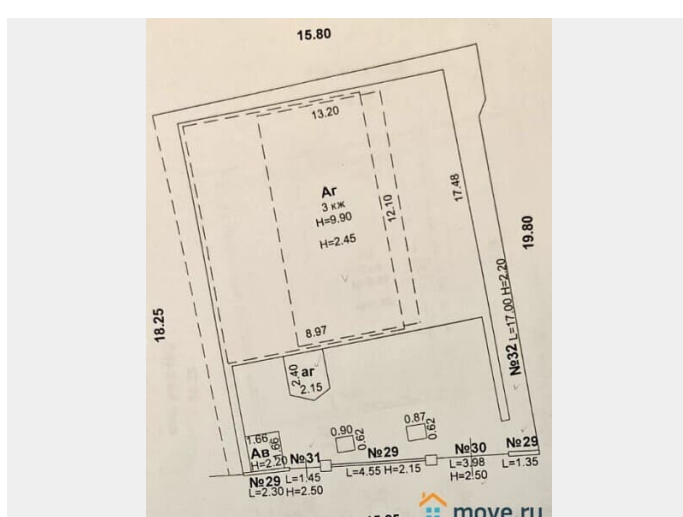 15.80
13.20
Аг
3 кж
H=9.90
H=2.45
12.10
17.48
19.80
18.25
8.97
№32 L=17.00 H=2.20
2.40
аг
2.15
1.66
1.66
Ав
H=2.20
0.90
0.62
0.87
0.62
№31
L=1.45
H=2.50
№29
L=2.30
№29
L=4.55 H=2.15
№30
L=3.98
H=2.50
№29
L=1.35
move.ru